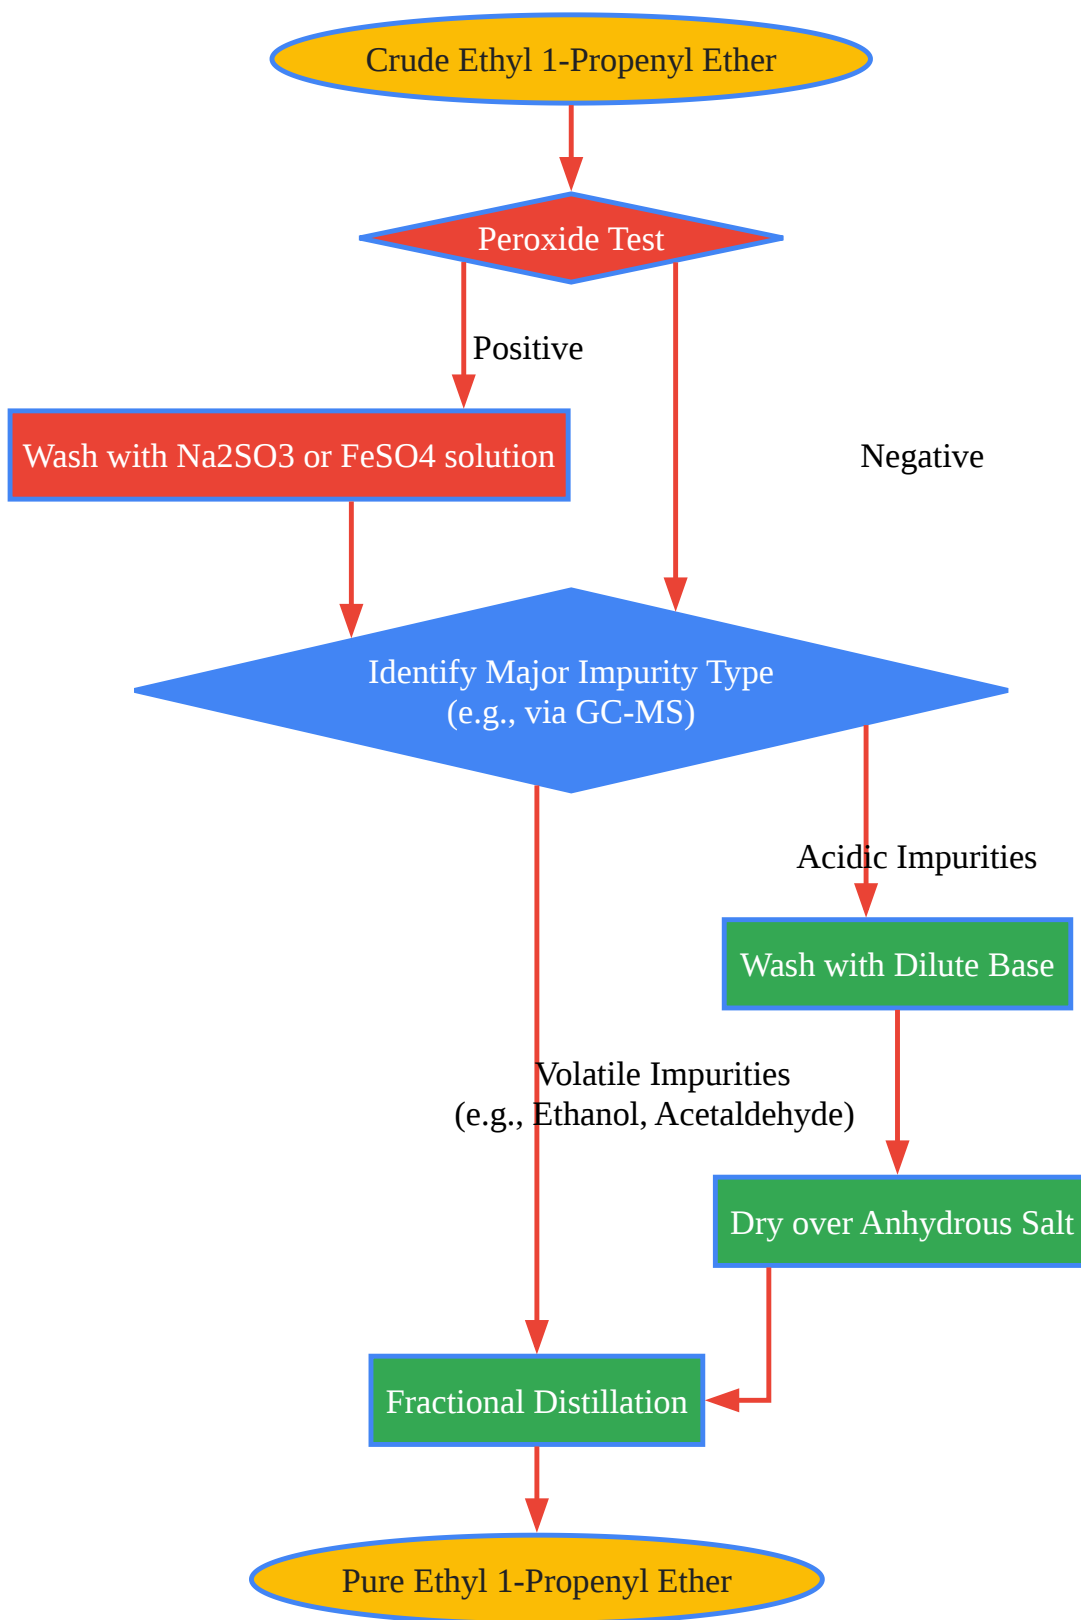 Crude Ethyl 1-Propenyl Ether
Peroxide Test
Positive
Wash with Na2SO3 or FeSO4 solution
Negative
Identify Major Impurity Type
(e.g., via GC-MS)
Acidic Impurities
Wash with Dilute Base
Volatile Impurities
(e.g., Ethanol, Acetaldehyde)
Dry over Anhydrous Salt
Fractional Distillation
Pure Ethyl 1-Propenyl Ether